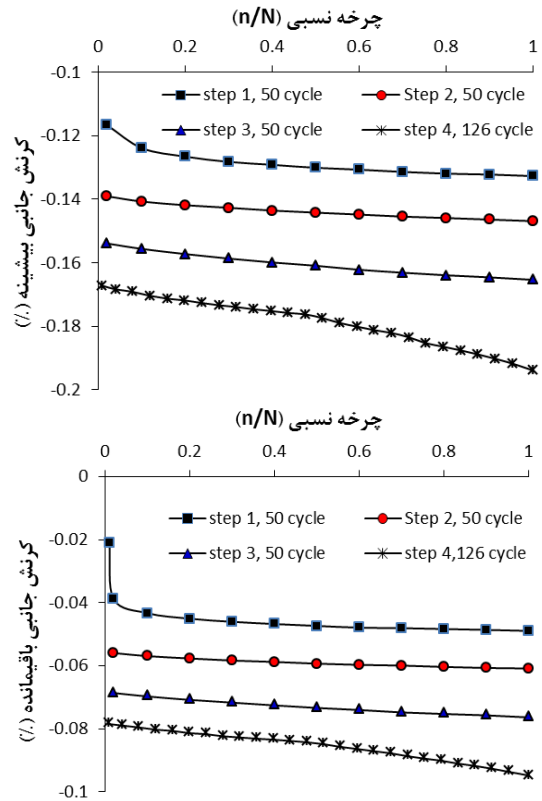 چرخه نسبی (n/N)
0 0.2 0.4 0.6 0.8 1
-0.1
-0.12
-0.14
-0.16
-0.18
-0.2
کرنش جانبی بیشینه (٪)
step 1, 50 cycle
Step 2, 50 cycle
step 3, 50 cycle
step 4, 126 cycle
چرخه نسبی (n/N)
0 0.2 0.4 0.6 0.8 1
0
-0.02
-0.04
-0.06
-0.08
-0.1
کرنش جانبی باقیمانده (٪)
step 1, 50 cycle
Step 2, 50 cycle
step 3, 50 cycle
step 4,126 cycle